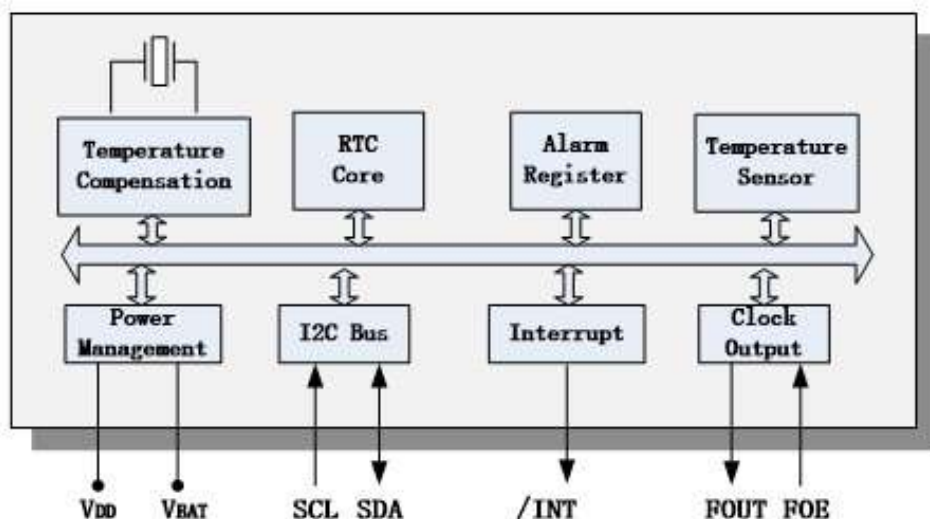 Temperature
Compensation
RTC
Core
Alarm
Register
Temperature
Sensor
Power
Management
I2C Bus
Interrupt
Clock
Output
VDD
VBAT
SCL
SDA
/INT
FOUT
FOE